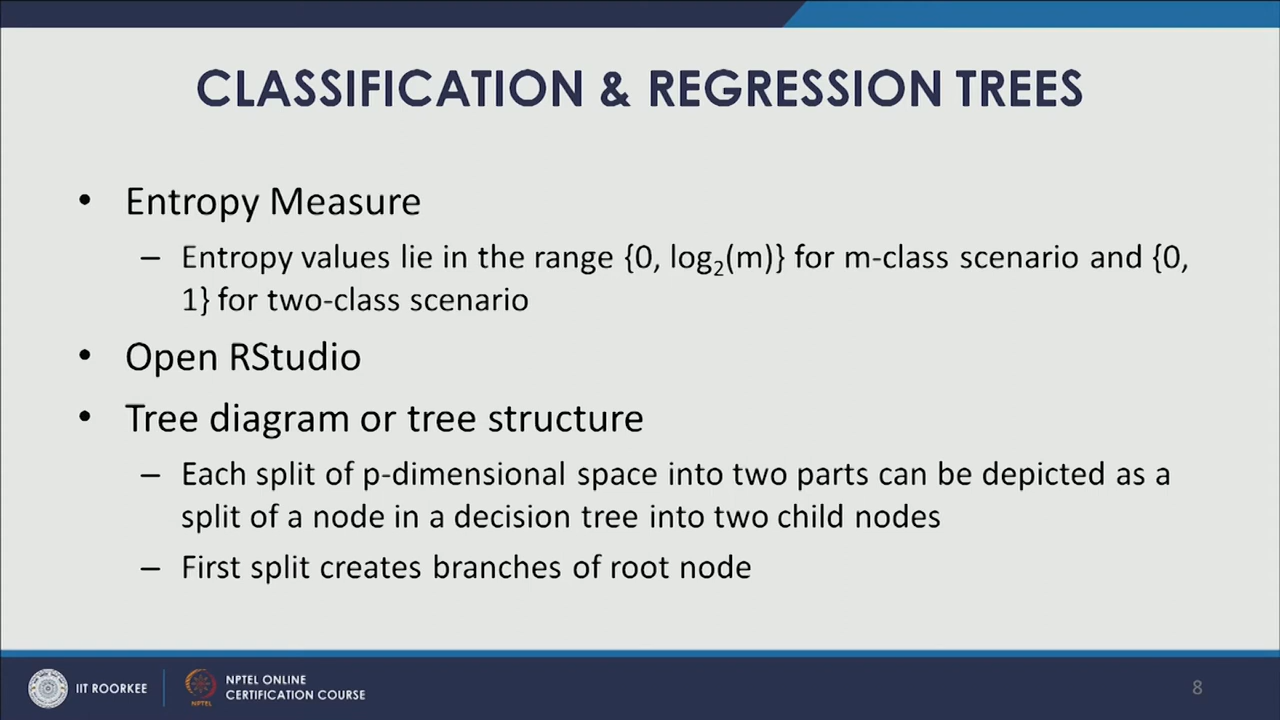 CLASSIFICATION & REGRESSION TREES
• Entropy Measure
– Entropy values lie in the range {0, log₂(m)} for m-class scenario and {0,
1} for two-class scenario
• Open RStudio
• Tree diagram or tree structure
– Each split of p-dimensional space into two parts can be depicted as a
split of a node in a decision tree into two child nodes
– First split creates branches of root node
IIT ROORKEE
NPTEL
NPTEL ONLINE
CERTIFICATION COURSE
8